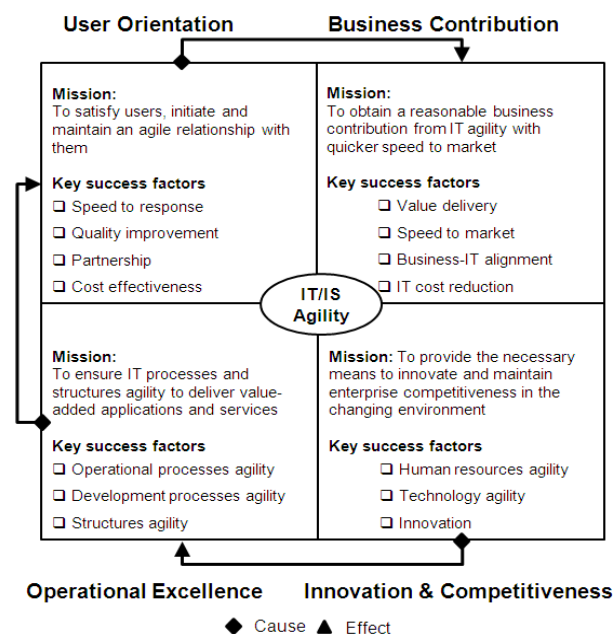 User Orientation
Business Contribution
Mission:
To satisfy users, initiate and
maintain an agile relationship with
them
Key success factors
❑ Speed to response
❑ Quality improvement
❑ Partnership
❑ Cost effectiveness
Mission:
To obtain a reasonable business
contribution from IT agility with
quicker speed to market
Key success factors
❑ Value delivery
❑ Speed to market
❑ Business-IT alignment
❑ IT cost reduction
IT/IS
Agility
Mission:
To ensure IT processes and
structures agility to deliver value-
added applications and services
Key success factors
❑ Operational processes agility
❑ Development processes agility
❑ Structures agility
Mission: To provide the necessary
means to innovate and maintain
enterprise competitiveness in the
changing environment
Key success factors
❑ Human resources agility
❑ Technology agility
❑ Innovation
Operational Excellence
Innovation & Competitiveness
◆ Cause ▲ Effect